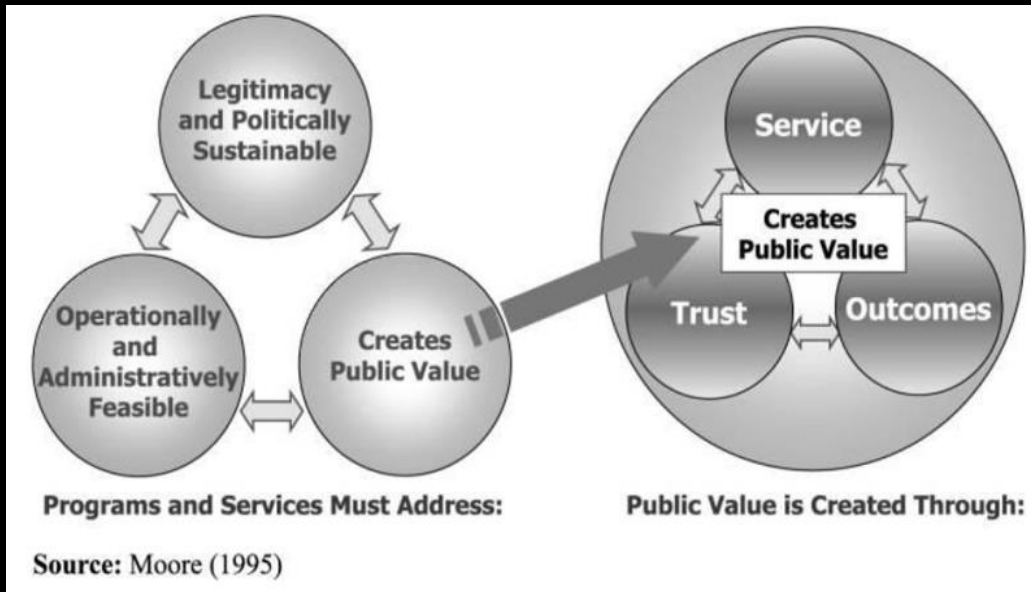 Legitimacy
and Politically
Sustainable
Operationally
and
Administratively
Feasible
Creates
Public Value
Programs and Services Must Address:
Service
Creates
Public Value
Trust
Outcomes
Public Value is Created Through:
Source: Moore (1995)